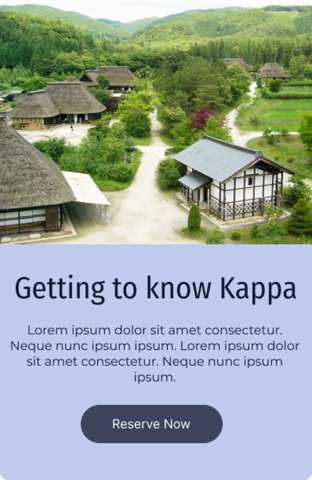 Getting to know Kappa
Lorem ipsum dolor sit amet consectetur.
Neque nunc ipsum ipsum. Lorem ipsum dolor
sit amet consectetur. Neque nunc ipsum
ipsum.
Reserve Now